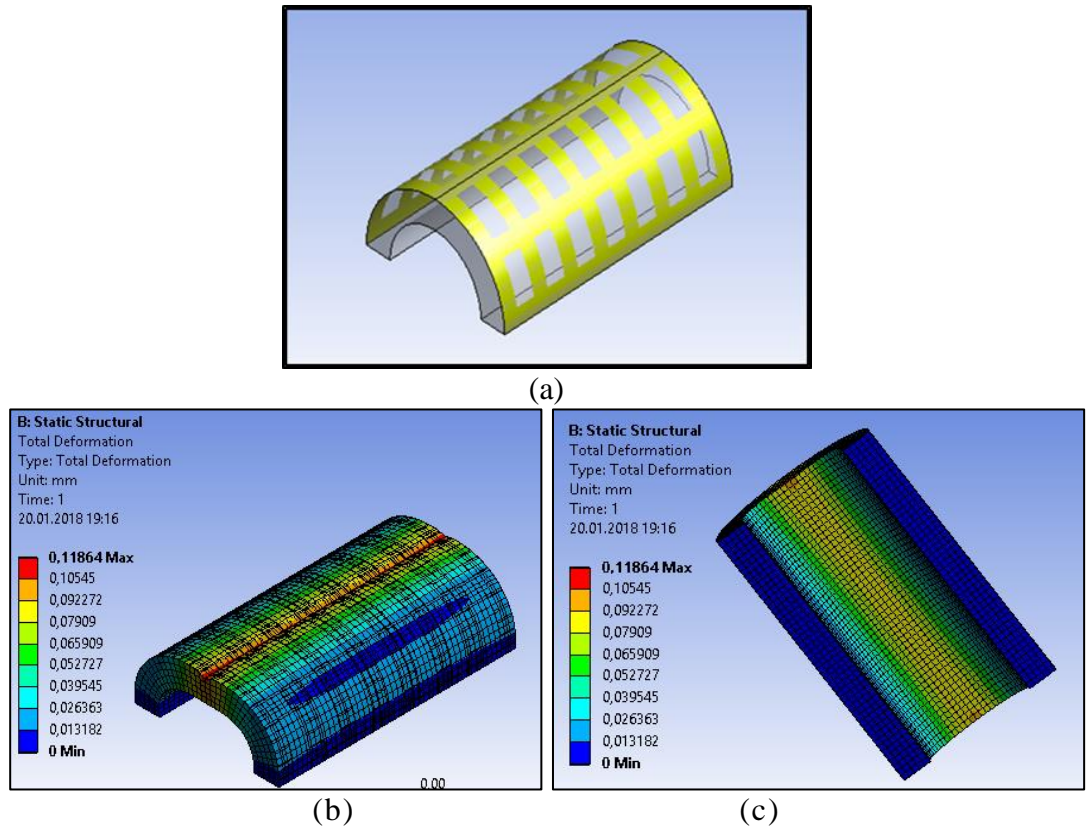 (a)
B: Static Structural
Total Deformation
Type: Total Deformation
Unit: mm
Time: 1
20.01.2018 19:16
0,11864 Max
0,10545
0,092272
0,07909
0,065909
0,052727
0,039545
0,026363
0,013182
0 Min
0.00
(b)
B: Static Structural
Total Deformation
Type: Total Deformation
Unit: mm
Time: 1
20.01.2018 19:16
0,11864 Max
0,10545
0,092272
0,07909
0,065909
0,052727
0,039545
0,026363
0,013182
0 Min
(c)